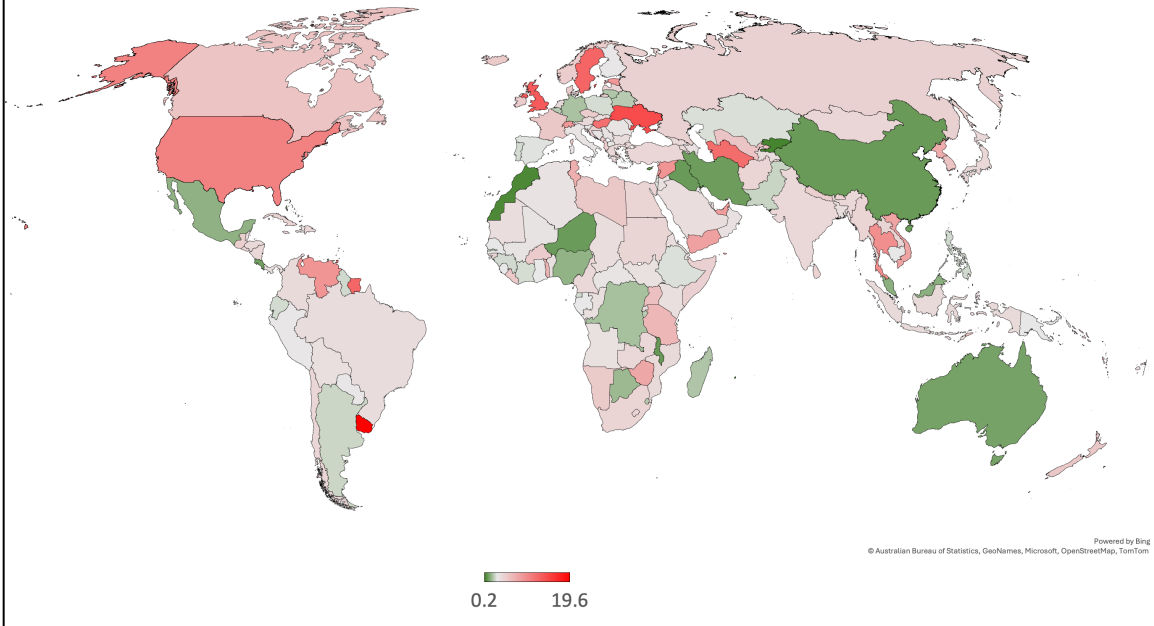 Powered by Bing
© Australian Bureau of Statistics, GeoNames, Microsoft, OpenStreetMap, TomTom
0.2 19.6